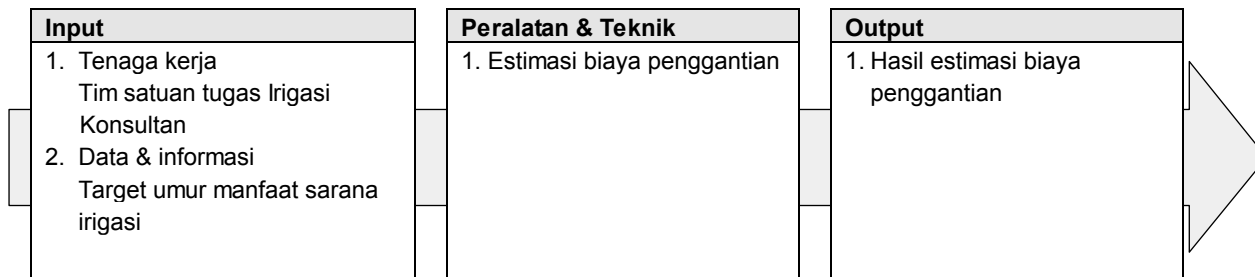 Input
1. Tenaga kerja
Tim satuan tugas Irigasi
Konsultan
2. Data & informasi
Target umur manfaat sarana
irigasi
Peralatan & Teknik
1. Estimasi biaya penggantian
Output
1. Hasil estimasi biaya
penggantian